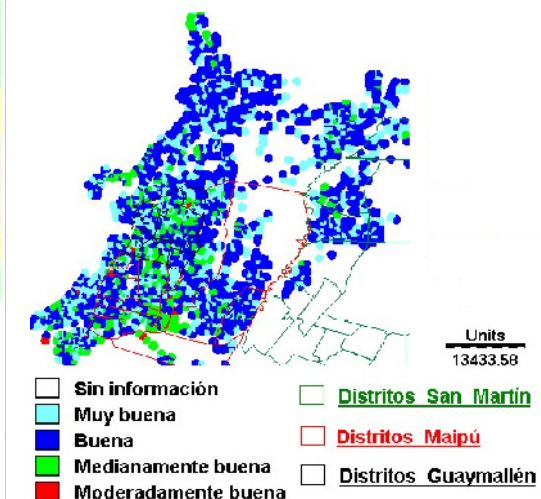 Units
13433.58
Sin información
Muy buena
Buena
Medianamente buena
Moderadamente buena
Distritos San Martín
Distritos Maipú
Distritos Guaymallén